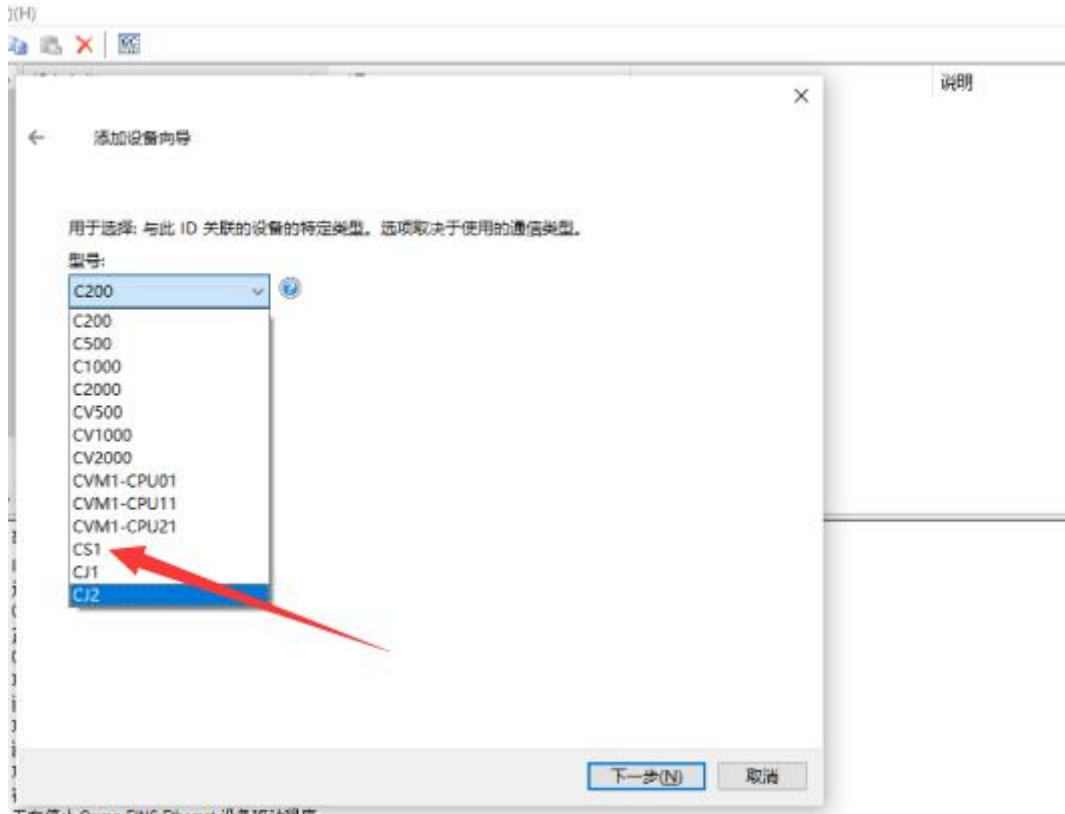 (H)
说明
添加设备向导
用于选择: 与此 ID 关联的设备的特定类型。选项取决于使用的通信类型。
型号:
C200
C200
C500
C1000
C2000
CV500
CV1000
CV2000
CVM1-CPU01
CVM1-CPU11
CVM1-CPU21
CS1
CJ1
CJ2
下一步(N)
取消